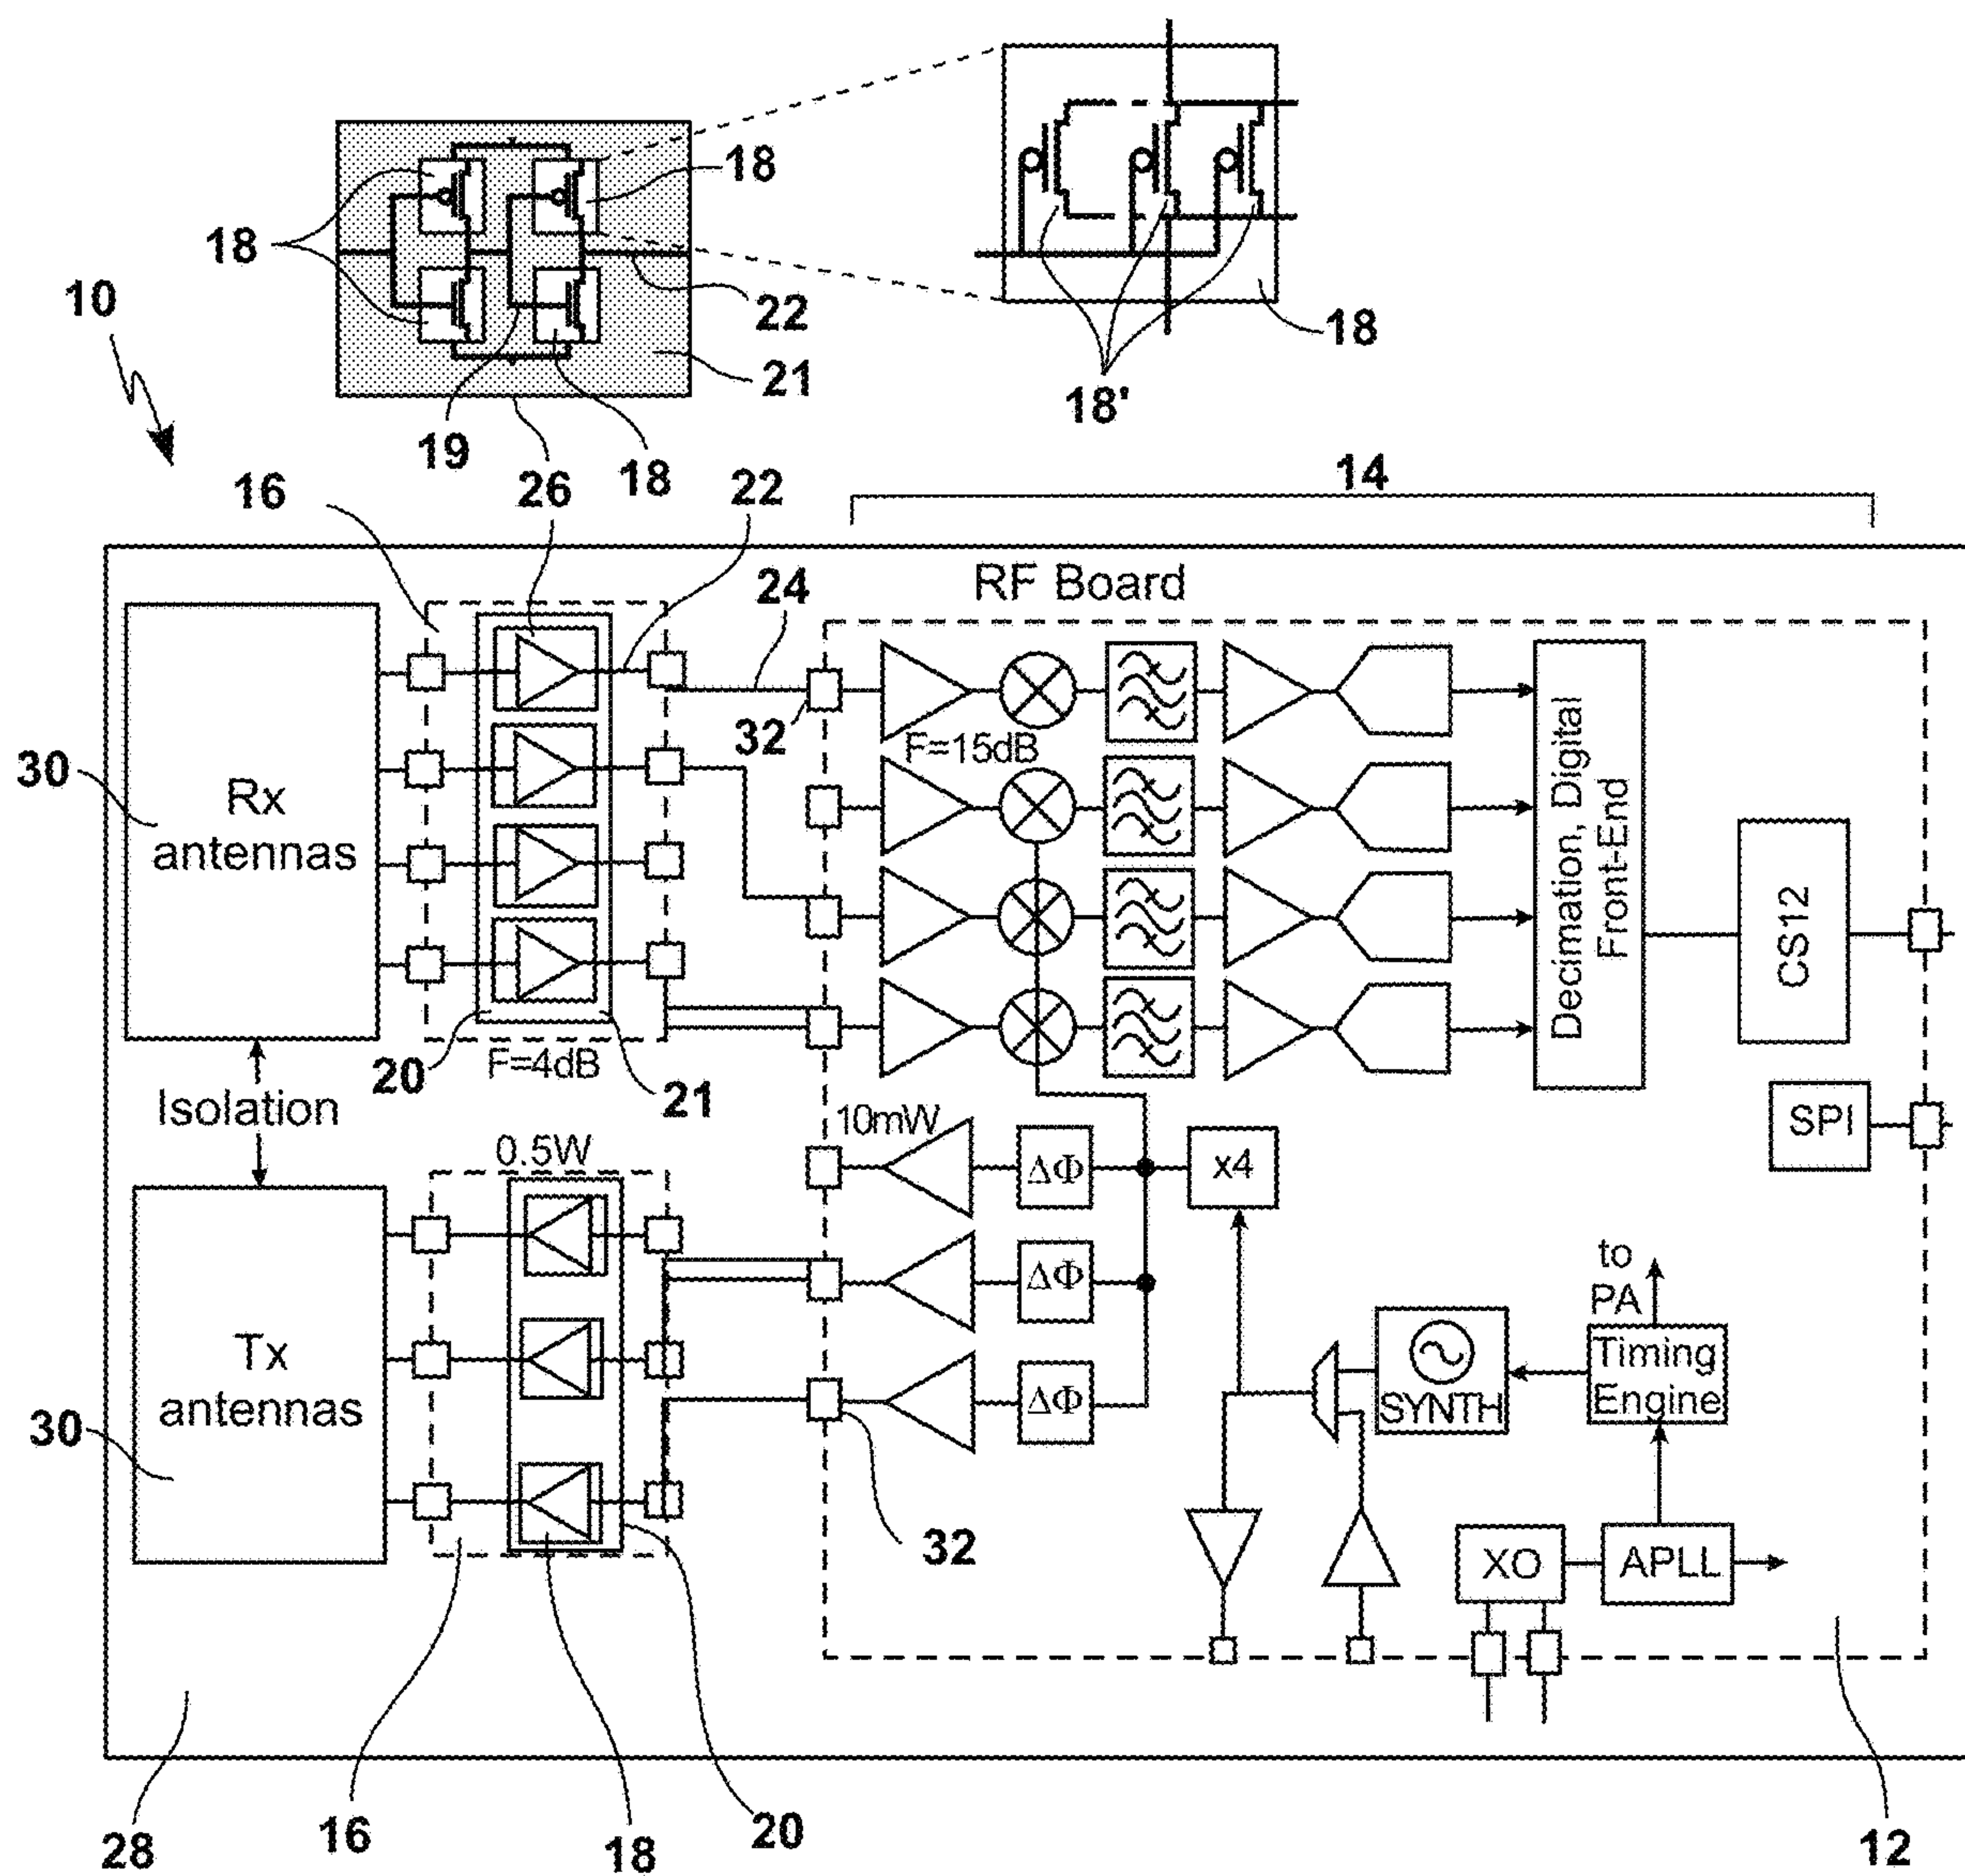 18
18
18
10
22
21
18'
19
18
26
22
16
14
RF Board
24
32
F=15dB
30
Rx
antennas
Decimation, Digital
Front-End
CS12
20
F=4dB
21
Isolation
SPI
10mW
0.5W
ΔΦ
x4
ΔΦ
to
PA
Tx
antennas
Timing
Engine
SYNTH
ΔΦ
30
32
XO
APLL
28
16
18
20
12